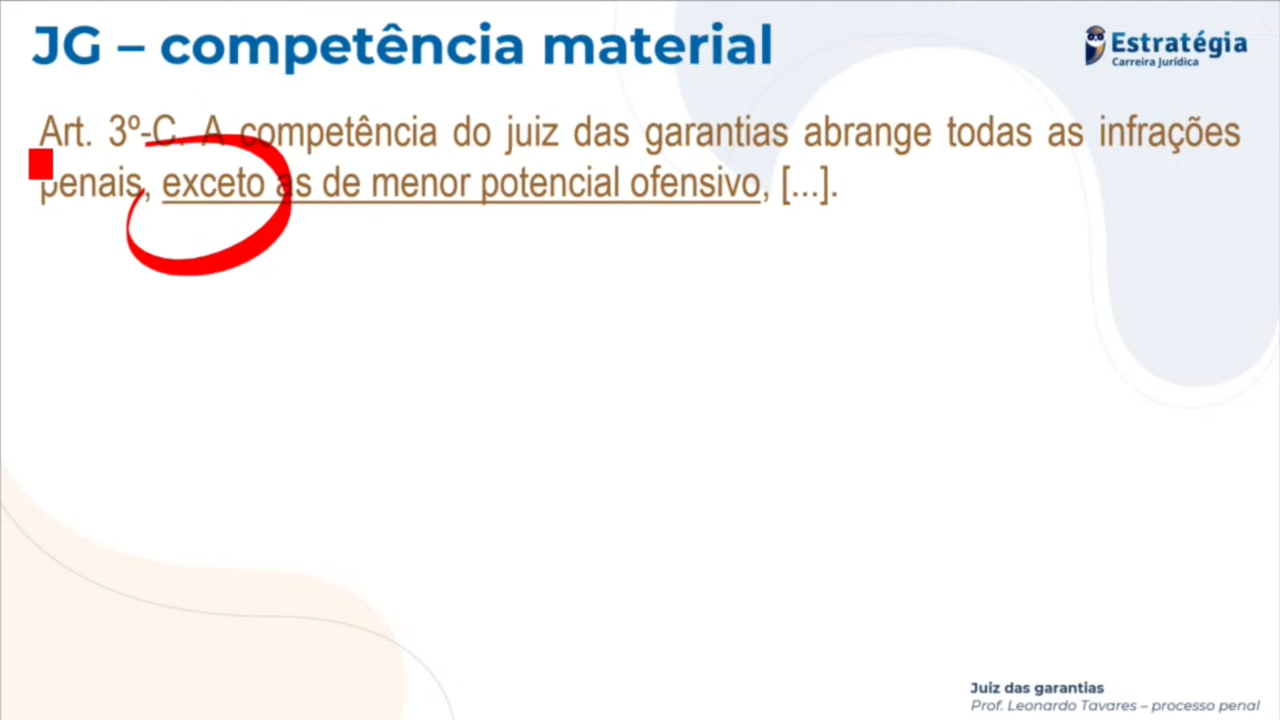 JG – competência material
Estratégia
Carreira Jurídica
Art. 3º-C. A competência do juiz das garantias abrange todas as infrações
penais, exceto as de menor potencial ofensivo, [...].
Juiz das garantias
Prof. Leonardo Tavares – processo penal